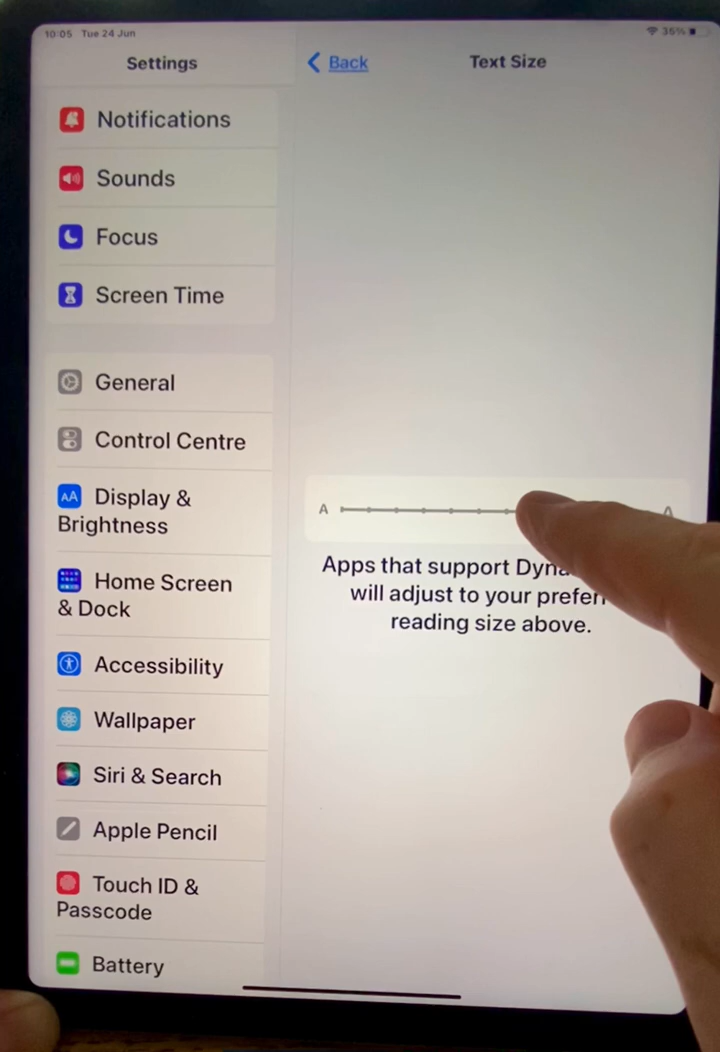 10:05 Tue 24 Jun
35%
Settings
Back
Text Size
Notifications
Sounds
Focus
Screen Time
General
Control Centre
AA Display &
Brightness
Home Screen
& Dock
Accessibility
Wallpaper
Siri & Search
Apple Pencil
Touch ID &
Passcode
Battery
A A
Apps that support
will adjust to your
reading size above.